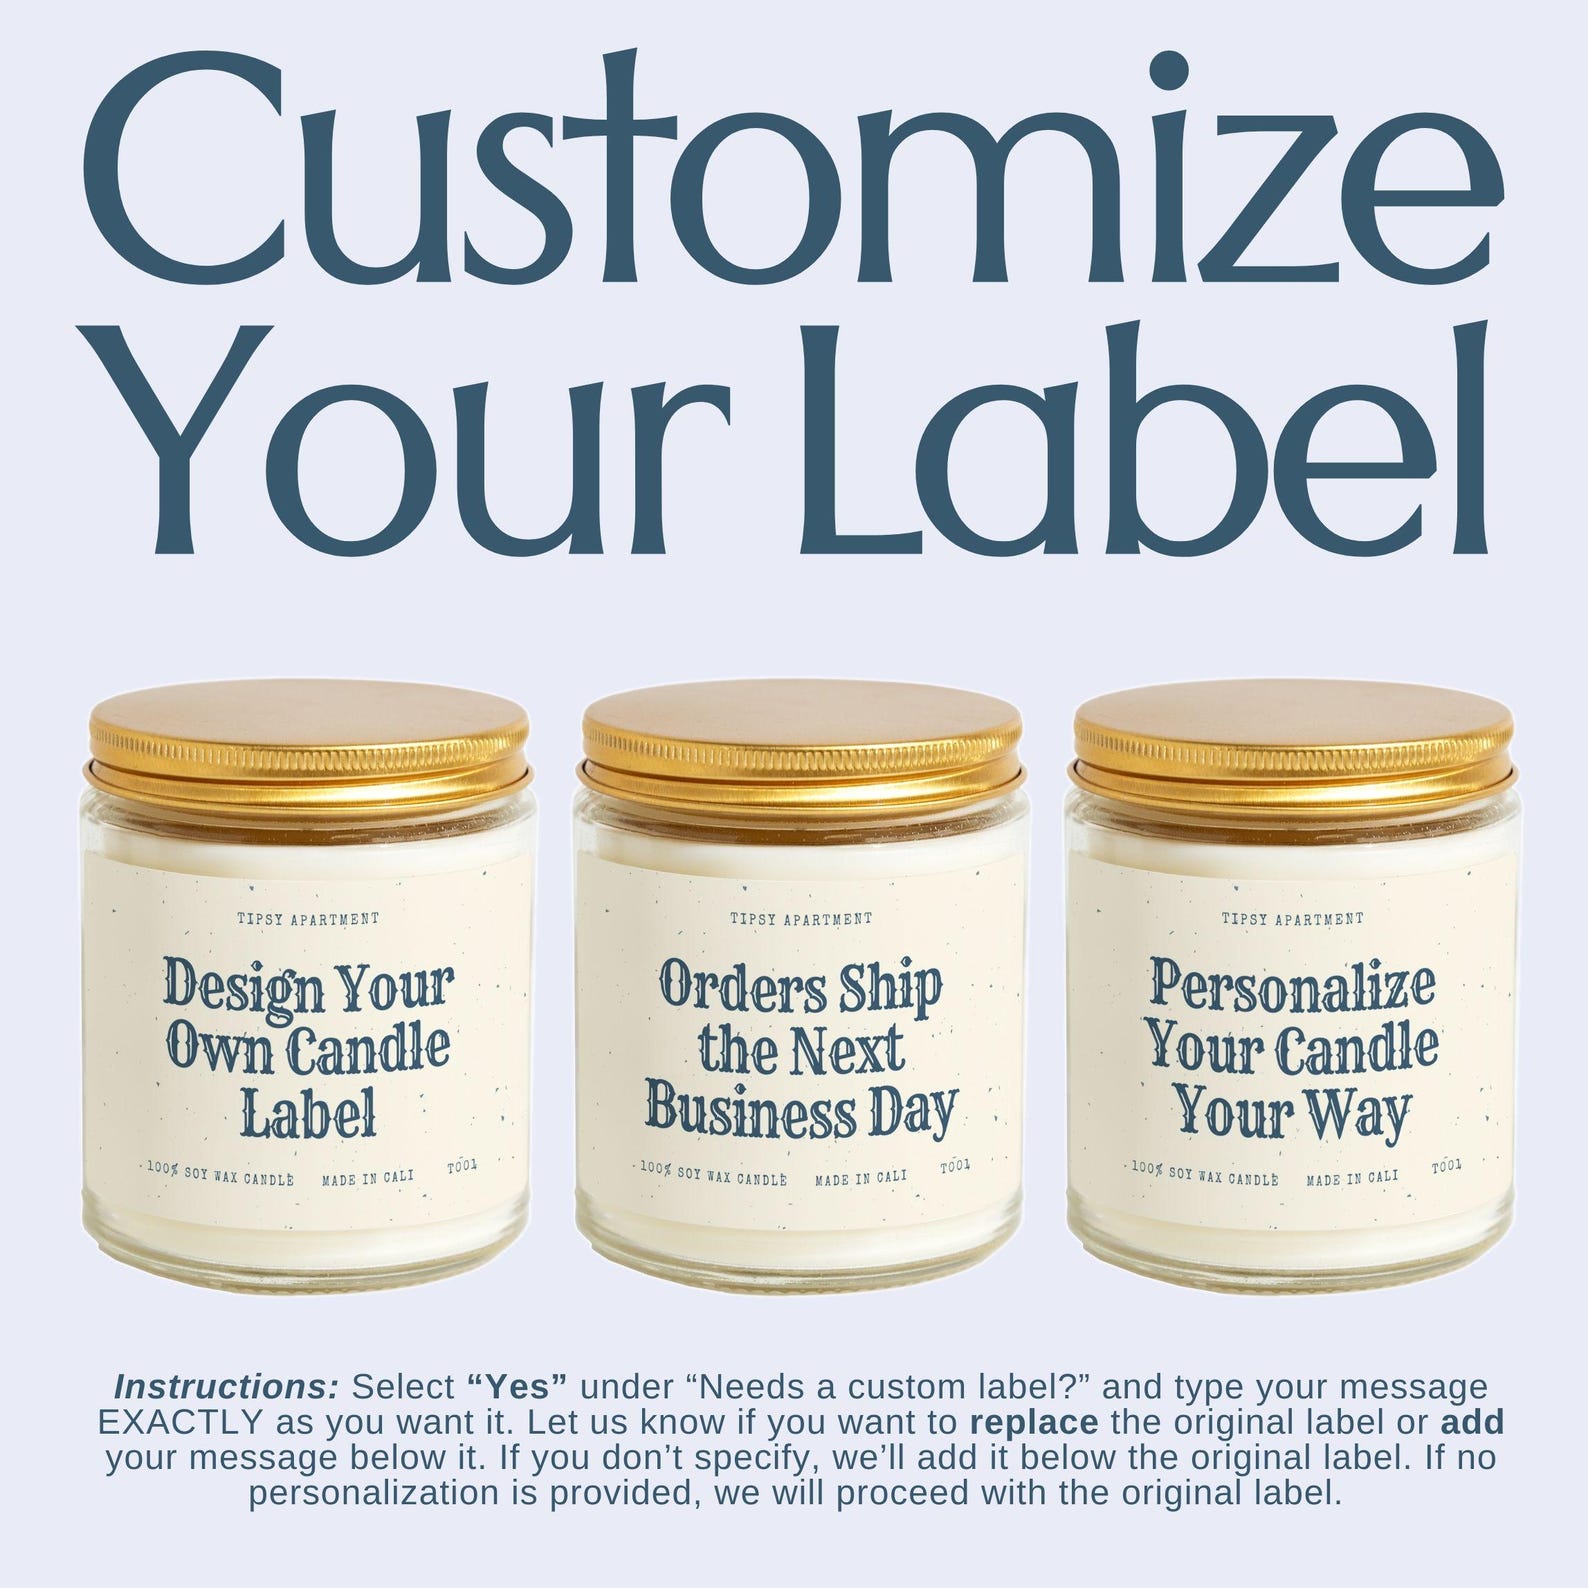 Customize
Your Label
TIPSY APARTMENT
Design Your
Own Candle
Label
100% SOY WAX CANDLE MADE IN CALI T001
TIPSY APARTMENT
Orders Ship
the Next
Business Day
100% SOY WAX CANDLE MADE IN CALI T001
TIPSY APARTMENT
Personalize
Your Candle
Your Way
100% SOY WAX CANDLE MADE IN CALI T001
Instructions: Select “Yes” under “Needs a custom label?” and type your message
EXACTLY as you want it. Let us know if you want to replace the original label or add
your message below it. If you don’t specify, we’ll add it below the original label. If no
personalization is provided, we will proceed with the original label.